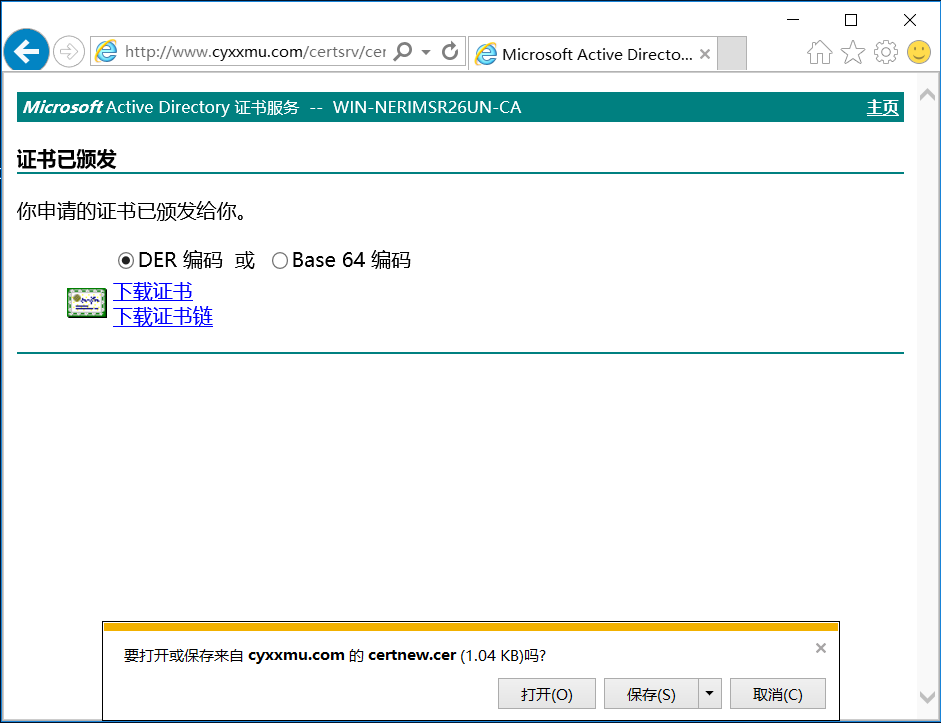 http://www.cyxxmu.com/certsrv/cer
Microsoft Active Directo...
Microsoft Active Directory 证书服务 -- WIN-NERIMSR26UN-CA 主页
证书已颁发
你申请的证书已颁发给你。
DER 编码 或 Base 64 编码
下载证书
下载证书链
要打开或保存来自 cyxxmu.com 的 certnew.cer (1.04 KB)吗?
打开(O) 保存(S) 取消(C)